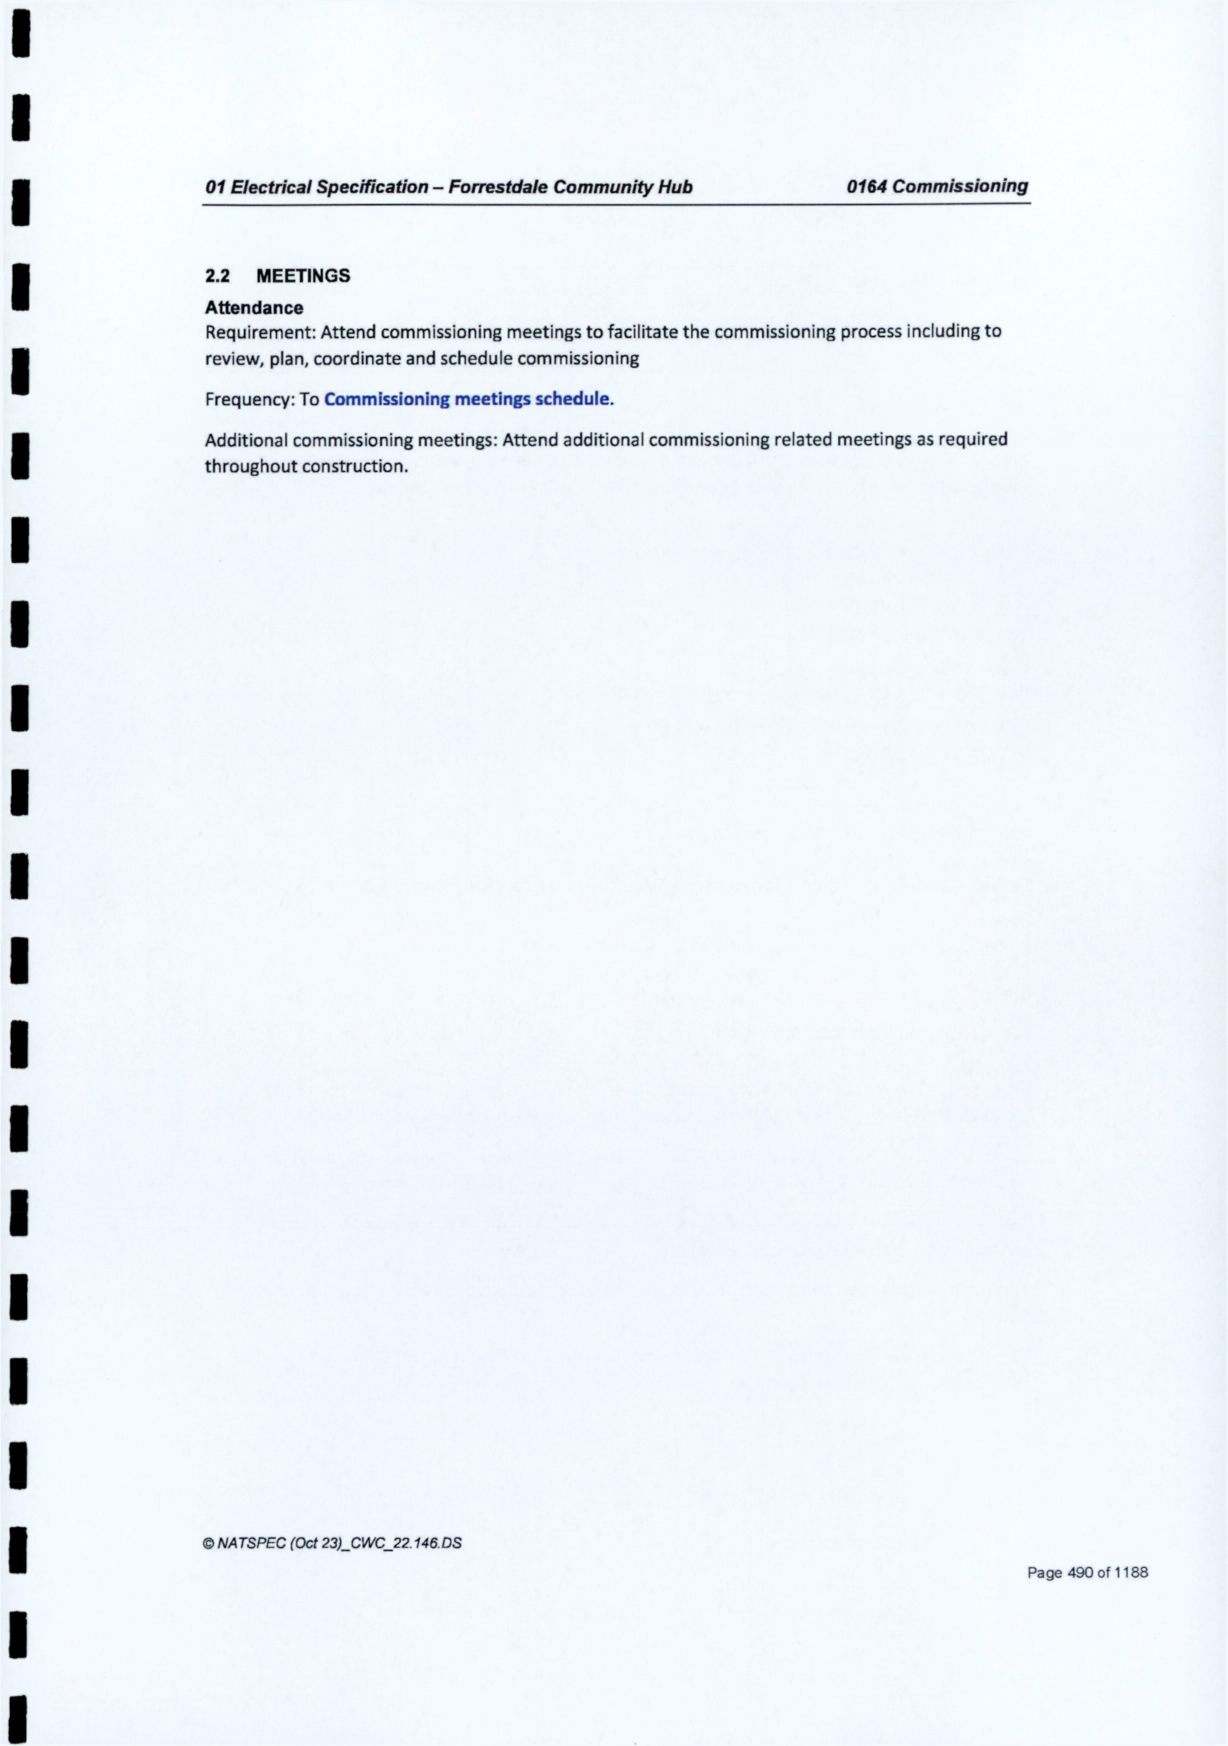 01 Electrical Specification – Forrestdale Community Hub 0164 Commissioning
2.2 MEETINGS
Attendance
Requirement: Attend commissioning meetings to facilitate the commissioning process including to
review, plan, coordinate and schedule commissioning
Frequency: To Commissioning meetings schedule.
Additional commissioning meetings: Attend additional commissioning related meetings as required
throughout construction.
© NATSPEC (Oct 23)_CWC_22.146.DS
Page 490 of 1188